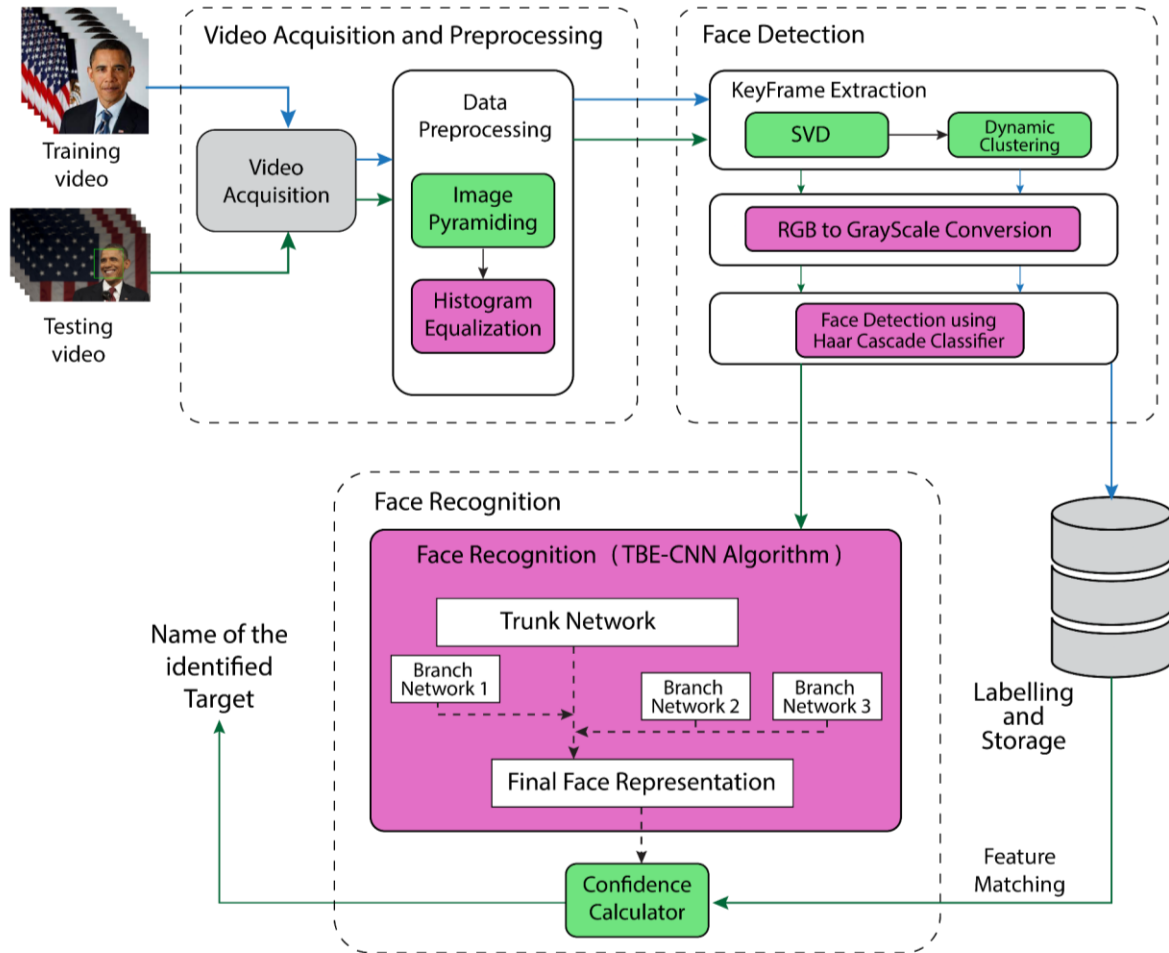 Video Acquisition and Preprocessing
Training
video
Testing
video
Video
Acquisition
Data
Preprocessing
Image
Pyramiding
Histogram
Equalization
Face Detection
KeyFrame Extraction
SVD
Dynamic
Clustering
RGB to GrayScale Conversion
Face Detection using
Haar Cascade Classifier
Face Recognition
Face Recognition ( TBE-CNN Algorithm )
Trunk Network
Branch
Network 1
Branch
Network 2
Branch
Network 3
Final Face Representation
Confidence
Calculator
Labelling
and
Storage
Feature
Matching
Name of the
identified
Target